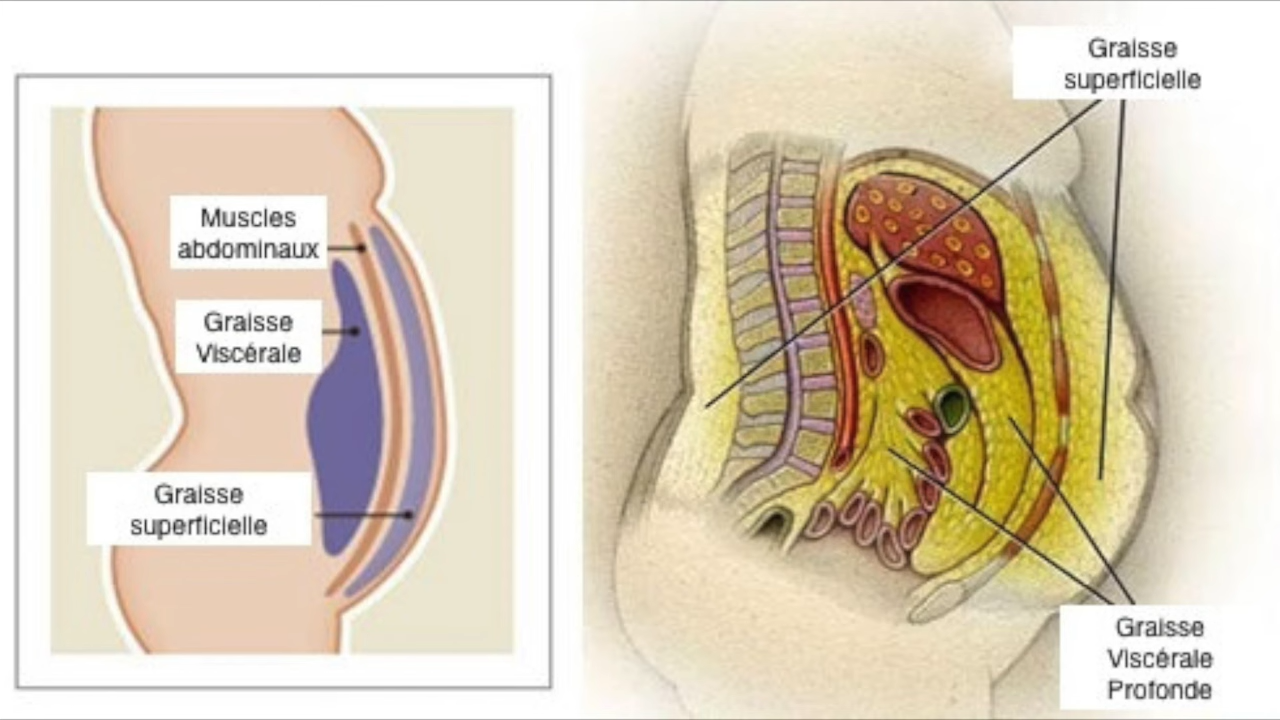 Muscles
abdominaux
Graisse
Viscérale
Graisse
superficielle
Graisse
superficielle
Graisse
Viscérale
Profonde